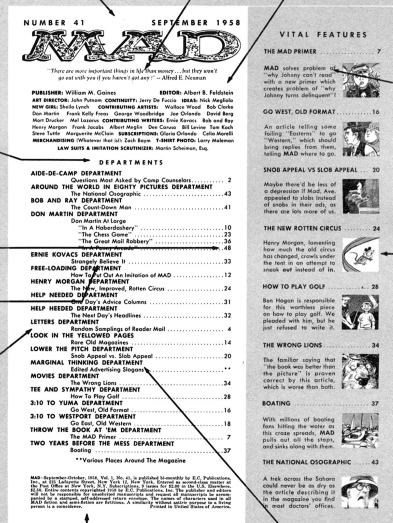 NUMBER 41 SEPTEMBER 1958
MAD
"There are more important things in life than money . . . but they won't
go out with you if you haven't got any!" — Alfred E. Neuman
PUBLISHER: William M. Gaines EDITOR: Albert B. Feldstein
ART DIRECTOR: John Putnam CONTINUITY: Jerry De Fuccio IDEAS: Nick Meglin
NEW GIRL: Sheila Lynch CONTRIBUTING ARTISTS: Wallace Wood Bob Clarke
Don Martin Frank Kelly Freas George Woodbridge Joe Orlando David Berg
Mort Drucker Mel Lazarus CONTRIBUTING WRITERS: Ernie Kovacs Bob and Ray
Henry Morgan Frank Jacobs Albert Meglin Dee Caruso Bill Levine Tom Koch
Steve Tuttle Marguerite McClain SUBSCRIPTIONS: Gloria Orlando Celia Morelli
MERCHANDISING (Whatever that is): Zach Baym T-SHIRT PHOTO: Larry Maleman
LAW SUITS & IMITATION SCRUTINIZER: Martin Scheiman, Esq.
DEPARTMENTS
AIDE-DE-CAMP DEPARTMENT
Questions Most Asked by Camp Counselors 2
AROUND THE WORLD IN EIGHTY PICTURES DEPARTMENT
The National Osographic 43
BOB AND RAY DEPARTMENT
The Count-Down Man 41
DON MARTIN DEPARTMENT
Don Martin At Large
"In a Haberdashery" 10
"The Chess Game" 23
"The Great Mail Robbery" 36
"In A Penny Arcade" 48
ERNIE KOVACS DEPARTMENT
Strangely Believe It 33
FREE-LOADING DEPARTMENT
How To Put Out An Imitation of MAD 12
HENRY MORGAN DEPARTMENT
The New, Improved, Rotten Circus 24
HELP NEEDED DEPARTMENT
Old Day's Advice Columns 31
HELP NEEDED DEPARTMENT
The Next Day's Headlines 32
LETTERS DEPARTMENT
Random Samplings of Reader Mail 4
LOOK IN THE YELLOWED PAGES
Rare Old Magazines 14
LOWER THE PITCH DEPARTMENT
Snob Appeal vs. Slob Appeal 20
MARGINAL THINKING DEPARTMENT
Edited Advertising Slogans **
MOVIES DEPARTMENT
The Wrong Lions 34
TEE AND SYMPATHY DEPARTMENT
How To Play Golf 28
3:10 TO YUMA DEPARTMENT
Go West, Old Format 16
3:10 TO WESTPORT DEPARTMENT
Go East, Old Western 18
THROW THE BOOK AT 'EM DEPARTMENT
The MAD Primer 7
TWO YEARS BEFORE THE MESS DEPARTMENT
Boating 37
**Various Places Around The Magazine
VITAL FEATURES
THE MAD PRIMER 7
MAD solves problem of
"why Johnny can't read"
with a new primer which
creates problem of "why
Johnny turns delinquent"!
GO WEST, OLD FORMAT 16
An article telling some
failing "Easterns" to go
"Western," which should
bring replies from them,
telling MAD where to go.
SNOB APPEAL VS SLOB APPEAL 20
Maybe there'd be less of
a depression if Mad. Ave.
appealed to slobs instead
of snobs in their ads, as
there are lots more of us.
THE NEW ROTTEN CIRCUS 24
Henry Morgan, lamenting
how much the old circus
has changed, crawls under
the tent in an attempt to
sneak out instead of in.
HOW TO PLAY GOLF 28
Ben Hagan is responsible
for this worthless piece
on how to play golf. We
pleaded with him, but he
just refused to write it.
THE WRONG LIONS 34
The familiar saying that
"the book was better than
the picture" is proven
correct by this article,
which is worse than both.
BOATING 37
With millions of boating
fans hitting the water as
this craze spreads, MAD
pulls out all the stops,
and sinks along with them.
THE NATIONAL OSOGRAPHIC 43
A trek across the Sahara
could never be as dry as
the article describing it
in the magazine you find
in most doctors' offices.